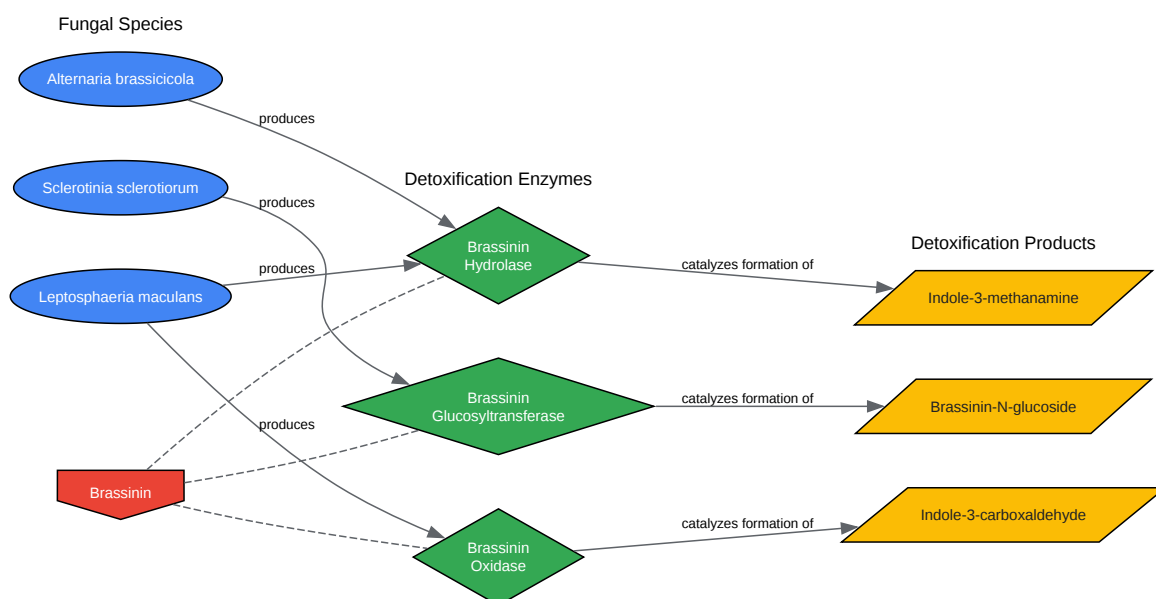 Fungal Species
Alternaria brassicicola
produces
Sclerotinia sclerotiorum
produces
Leptosphaeria maculans
produces
produces
Brassinin
Detoxification Enzymes
Brassinin
Hydrolase
Brassinin
Glucosyltransferase
Brassinin
Oxidase
catalyzes formation of
catalyzes formation of
catalyzes formation of
Detoxification Products
Indole-3-methanamine
Brassinin-N-glucoside
Indole-3-carboxaldehyde